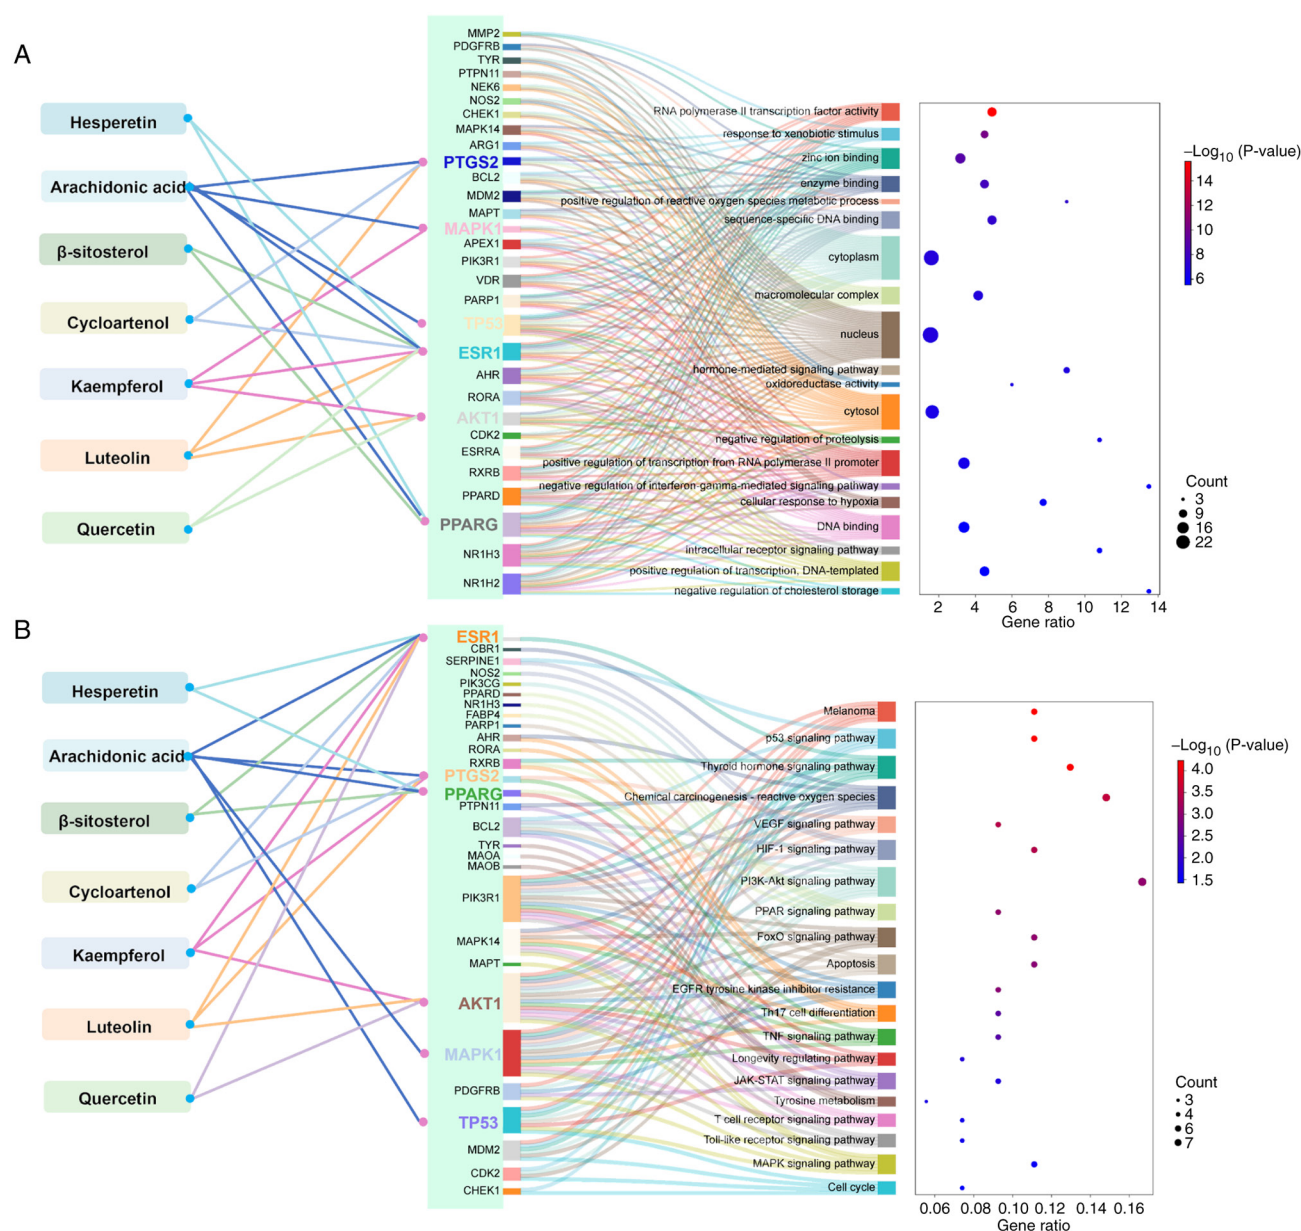 A
Hesperetin
Arachidonic acid
β-sitosterol
Cycloartenol
Kaempferol
Luteolin
Quercetin
MMP2
PDGFRB
TYR
PTPN11
NEK6
NOS2
CHEK1
MAPK14
ARG1
PTGS2
BCL2
MDM2
MAPT
MAPK1
APEX1
PIK3R1
VDR
PARP1
TP53
ESR1
AHR
RORA
AKT1
CDK2
ESRRA
RXRB
PPARD
PPARG
NR1H3
NR1H2
RNA polymerase II transcription factor activity
response to xenobiotic stimulus
zinc ion binding
enzyme binding
positive regulation of reactive oxygen species metabolic process
sequence-specific DNA binding
cytoplasm
macromolecular complex
nucleus
hormone-mediated signaling pathway
oxidoreductase activity
cytosol
negative regulation of proteolysis
positive regulation of transcription from RNA polymerase II promoter
negative regulation of interferon-gamma-mediated signaling pathway
cellular response to hypoxia
DNA binding
intracellular receptor signaling pathway
positive regulation of transcription, DNA-templated
negative regulation of cholesterol storage
2 4 6 8 10 12 14
Gene ratio
–Log10 (P-value)
14
12
10
8
6
Count
3
9
16
22
B
Hesperetin
Arachidonic acid
β-sitosterol
Cycloartenol
Kaempferol
Luteolin
Quercetin
ESR1
CBR1
SERPINE1
NOS2
PIK3CG
PPARD
NR1H3
FABP4
PARP1
AHR
RORA
RXRB
PTGS2
PPARG
PTPN11
BCL2
TYR
MAOA
MAOB
PIK3R1
MAPK14
MAPT
AKT1
MAPK1
PDGFRB
TP53
MDM2
CDK2
CHEK1
Melanoma
p53 signaling pathway
Thyroid hormone signaling pathway
Chemical carcinogenesis - reactive oxygen species
VEGF signaling pathway
HIF-1 signaling pathway
PI3K-Akt signaling pathway
PPAR signaling pathway
FoxO signaling pathway
Apoptosis
EGFR tyrosine kinase inhibitor resistance
Th17 cell differentiation
TNF signaling pathway
Longevity regulating pathway
JAK-STAT signaling pathway
Tyrosine metabolism
T cell receptor signaling pathway
Toll-like receptor signaling pathway
MAPK signaling pathway
Cell cycle
0.06 0.08 0.10 0.12 0.14 0.16
Gene ratio
–Log10 (P-value)
4.0
3.5
3.0
2.5
2.0
1.5
Count
3
4
6
7